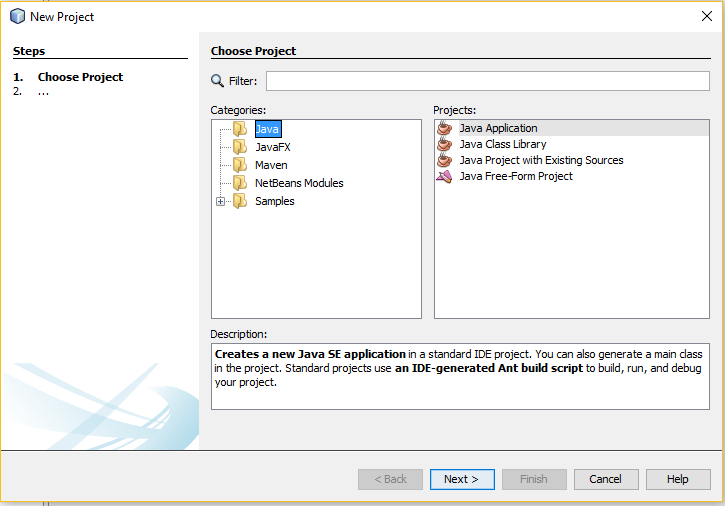 New Project
Steps
1. Choose Project
2. ...
Choose Project
Filter:
Categories:
Java
JavaFX
Maven
NetBeans Modules
Samples
Projects:
Java Application
Java Class Library
Java Project with Existing Sources
Java Free-Form Project
Description:
Creates a new Java SE application in a standard IDE project. You can also generate a main class
in the project. Standard projects use an IDE-generated Ant build script to build, run, and debug
your project.
< Back
Next >
Finish
Cancel
Help